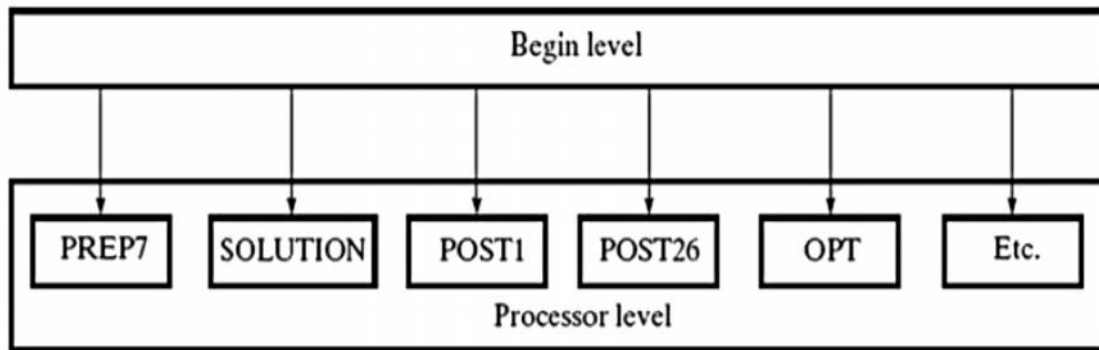 Begin level
PREP7 SOLUTION POST1 POST26 OPT Etc.
Processor level